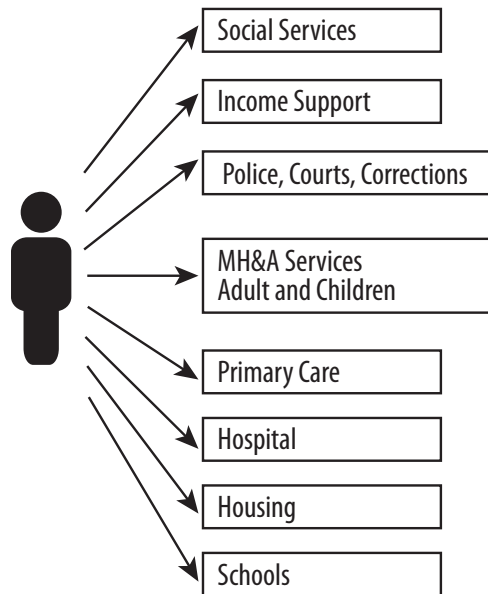 Social Services
Income Support
Police, Courts, Corrections
MH&A Services
Adult and Children
Primary Care
Hospital
Housing
Schools